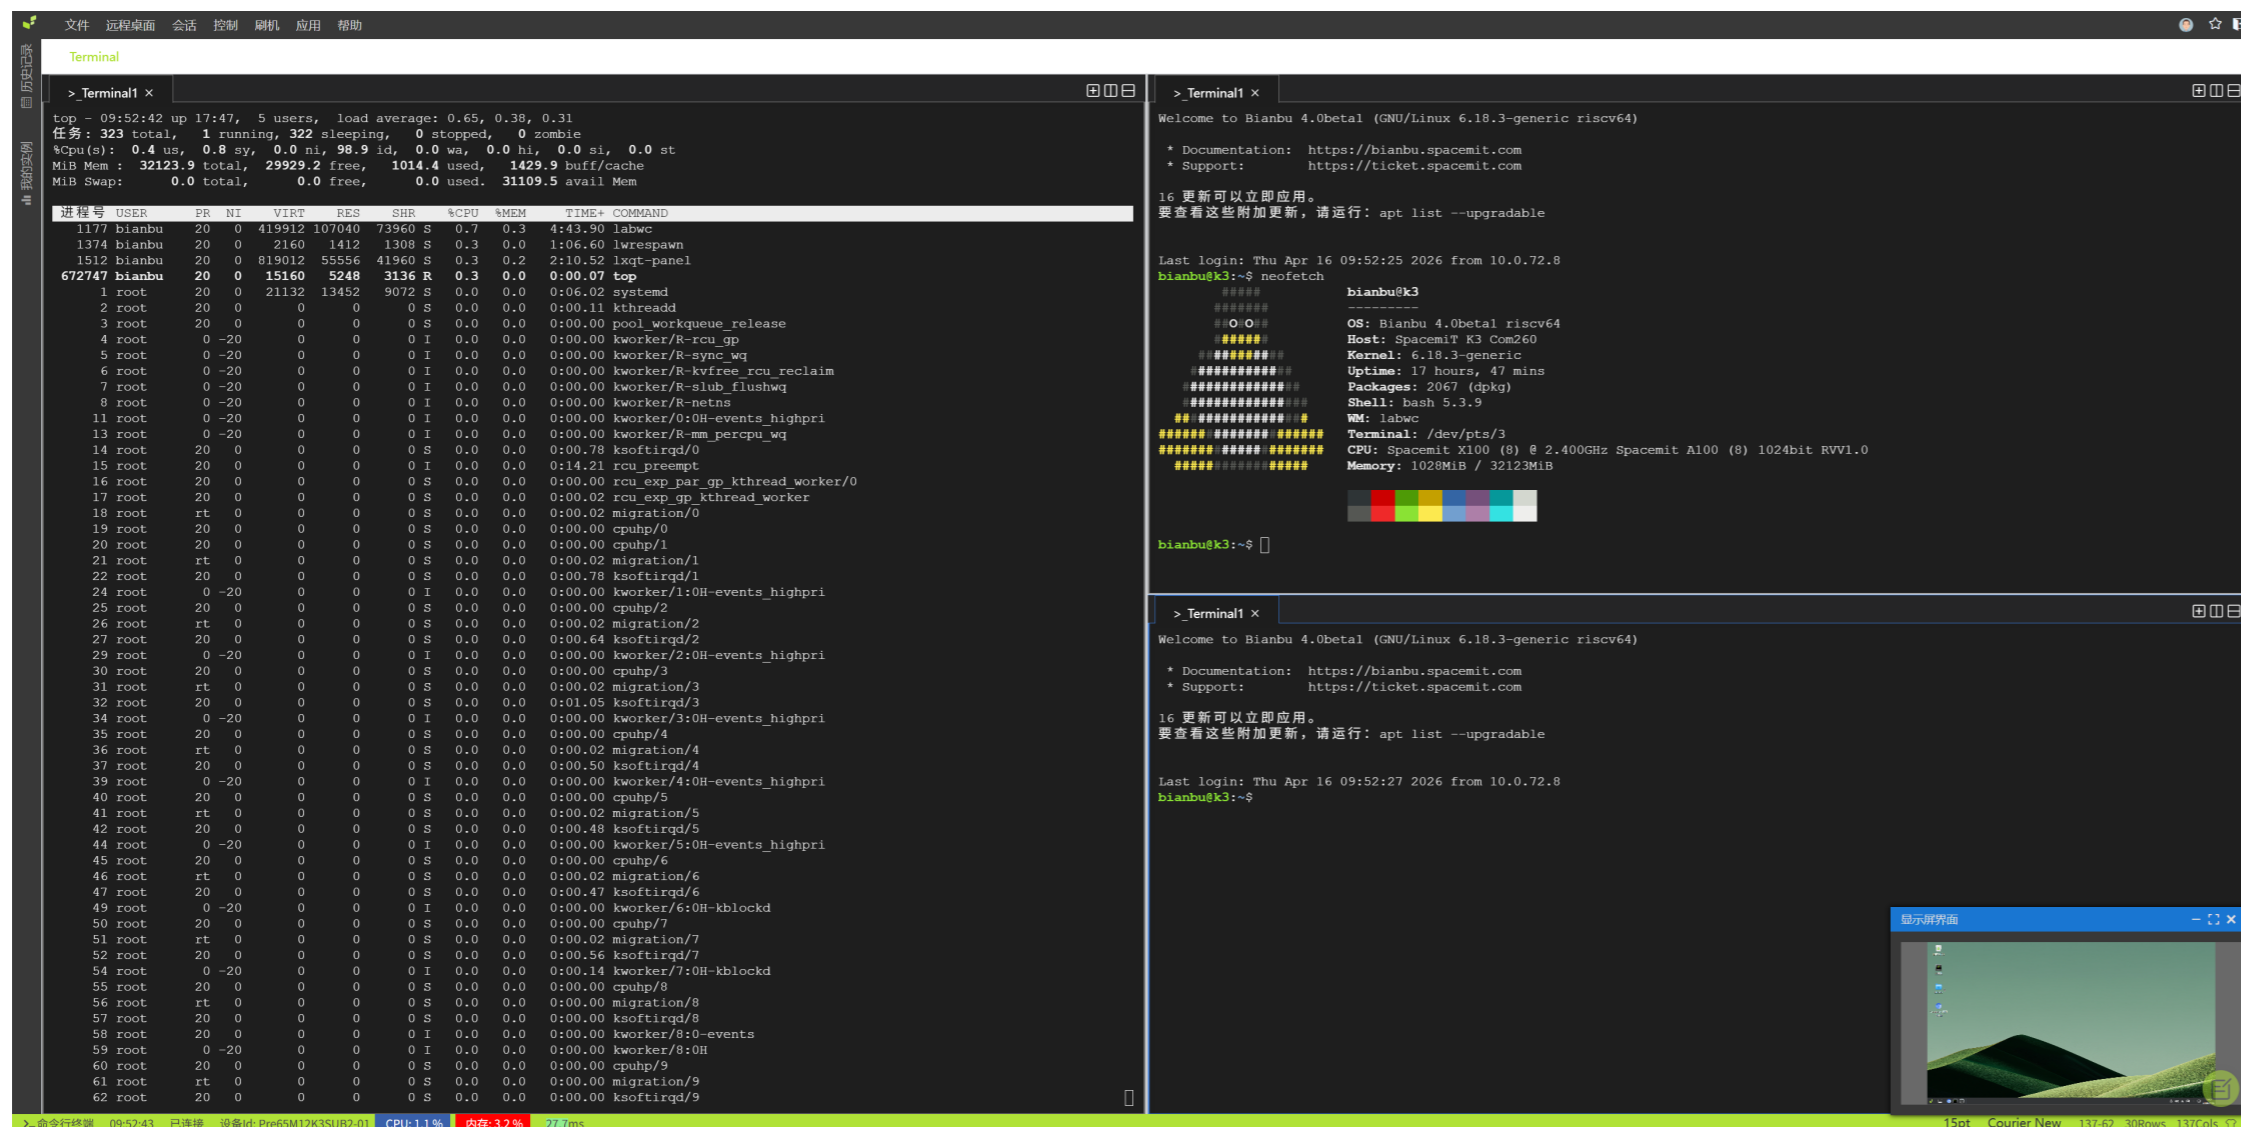 文件 远程桌面 会话 控制 刷机 应用 帮助
历史记录
我的实例
Terminal
>_Terminal1 ×
top - 09:52:42 up 17:47,  5 users,  load average: 0.65, 0.38, 0.31
任务: 323 total,   1 running, 322 sleeping,   0 stopped,   0 zombie
%Cpu(s):  0.4 us,  0.8 sy,  0.0 ni, 98.9 id,  0.0 wa,  0.0 hi,  0.0 si,  0.0 st
MiB Mem :  32123.9 total,  29929.2 free,   1014.4 used,   1429.9 buff/cache
MiB Swap:      0.0 total,      0.0 free,      0.0 used.  31109.5 avail Mem
进程号 USER PR NI VIRT RES SHR %CPU %MEM TIME+ COMMAND
1177 bianbu 20 0 419912 107040 73960 S 0.7 0.3 4:43.90 labwc
1374 bianbu 20 0 2160 1412 1308 S 0.3 0.0 1:06.60 lwrespawn
1512 bianbu 20 0 819012 55556 41960 S 0.3 0.2 2:10.52 lxqt-panel
672747 bianbu 20 0 15160 5248 3136 R 0.3 0.0 0:00.07 top
1 root 20 0 21132 13452 9072 S 0.0 0.0 0:06.02 systemd
2 root 20 0 0 0 0 S 0.0 0.0 0:00.11 kthreadd
3 root 20 0 0 0 0 S 0.0 0.0 0:00.00 pool_workqueue_release
4 root 0 -20 0 0 0 I 0.0 0.0 0:00.00 kworker/R-rcu_gp
5 root 0 -20 0 0 0 I 0.0 0.0 0:00.00 kworker/R-sync_wq
6 root 0 -20 0 0 0 I 0.0 0.0 0:00.00 kworker/R-kvfree_rcu_reclaim
7 root 0 -20 0 0 0 I 0.0 0.0 0:00.00 kworker/R-slub_flushwq
8 root 0 -20 0 0 0 I 0.0 0.0 0:00.00 kworker/R-netns
11 root 0 -20 0 0 0 I 0.0 0.0 0:00.00 kworker/0:0H-events_highpri
13 root 0 -20 0 0 0 I 0.0 0.0 0:00.00 kworker/R-mm_percpu_wq
14 root 20 0 0 0 0 S 0.0 0.0 0:00.78 ksoftirqd/0
15 root 20 0 0 0 0 I 0.0 0.0 0:14.21 rcu_preempt
16 root 20 0 0 0 0 S 0.0 0.0 0:00.00 rcu_exp_par_gp_kthread_worker/0
17 root 20 0 0 0 0 S 0.0 0.0 0:00.02 rcu_exp_gp_kthread_worker
18 root rt 0 0 0 0 S 0.0 0.0 0:00.02 migration/0
19 root 20 0 0 0 0 S 0.0 0.0 0:00.00 cpuhp/0
20 root 20 0 0 0 0 S 0.0 0.0 0:00.00 cpuhp/1
21 root rt 0 0 0 0 S 0.0 0.0 0:00.02 migration/1
22 root 20 0 0 0 0 S 0.0 0.0 0:00.78 ksoftirqd/1
24 root 0 -20 0 0 0 I 0.0 0.0 0:00.00 kworker/1:0H-events_highpri
25 root 20 0 0 0 0 S 0.0 0.0 0:00.00 cpuhp/2
26 root rt 0 0 0 0 S 0.0 0.0 0:00.02 migration/2
27 root 20 0 0 0 0 S 0.0 0.0 0:00.64 ksoftirqd/2
29 root 0 -20 0 0 0 I 0.0 0.0 0:00.00 kworker/2:0H-events_highpri
30 root 20 0 0 0 0 S 0.0 0.0 0:00.00 cpuhp/3
31 root rt 0 0 0 0 S 0.0 0.0 0:00.02 migration/3
32 root 20 0 0 0 0 S 0.0 0.0 0:01.05 ksoftirqd/3
34 root 0 -20 0 0 0 I 0.0 0.0 0:00.00 kworker/3:0H-events_highpri
35 root 20 0 0 0 0 S 0.0 0.0 0:00.00 cpuhp/4
36 root rt 0 0 0 0 S 0.0 0.0 0:00.02 migration/4
37 root 20 0 0 0 0 S 0.0 0.0 0:00.50 ksoftirqd/4
39 root 0 -20 0 0 0 I 0.0 0.0 0:00.00 kworker/4:0H-events_highpri
40 root 20 0 0 0 0 S 0.0 0.0 0:00.00 cpuhp/5
41 root rt 0 0 0 0 S 0.0 0.0 0:00.02 migration/5
42 root 20 0 0 0 0 S 0.0 0.0 0:00.48 ksoftirqd/5
44 root 0 -20 0 0 0 I 0.0 0.0 0:00.00 kworker/5:0H-events_highpri
45 root 20 0 0 0 0 S 0.0 0.0 0:00.00 cpuhp/6
46 root rt 0 0 0 0 S 0.0 0.0 0:00.02 migration/6
47 root 20 0 0 0 0 S 0.0 0.0 0:00.47 ksoftirqd/6
49 root 0 -20 0 0 0 I 0.0 0.0 0:00.00 kworker/6:0H-kblockd
50 root 20 0 0 0 0 S 0.0 0.0 0:00.00 cpuhp/7
51 root rt 0 0 0 0 S 0.0 0.0 0:00.02 migration/7
52 root 20 0 0 0 0 S 0.0 0.0 0:00.56 ksoftirqd/7
54 root 0 -20 0 0 0 I 0.0 0.0 0:00.14 kworker/7:0H-kblockd
55 root 20 0 0 0 0 S 0.0 0.0 0:00.00 cpuhp/8
56 root rt 0 0 0 0 S 0.0 0.0 0:00.00 migration/8
57 root 20 0 0 0 0 S 0.0 0.0 0:00.00 ksoftirqd/8
58 root 20 0 0 0 0 I 0.0 0.0 0:00.00 kworker/8:0-events
59 root 0 -20 0 0 0 I 0.0 0.0 0:00.00 kworker/8:0H
60 root 20 0 0 0 0 S 0.0 0.0 0:00.00 cpuhp/9
61 root rt 0 0 0 0 S 0.0 0.0 0:00.00 migration/9
62 root 20 0 0 0 0 S 0.0 0.0 0:00.00 ksoftirqd/9
>_Terminal1 ×
Welcome to Bianbu 4.0beta1 (GNU/Linux 6.18.3-generic riscv64)
* Documentation:  https://bianbu.spacemit.com
* Support:        https://ticket.spacemit.com
16 更新可以立即应用。
要查看这些附加更新，请运行: apt list --upgradable
Last login: Thu Apr 16 09:52:25 2026 from 10.0.72.8
bianbu@k3:~$ neofetch
##### bianbu@k3
####### ---------
##O#O## OS: Bianbu 4.0beta1 riscv64
####### Host: SpacemiT K3 Com260
########### Kernel: 6.18.3-generic
############# Uptime: 17 hours, 47 mins
############### Packages: 2067 (dpkg)
################ Shell: bash 5.3.9
################# WM: labwc
##################### Terminal: /dev/pts/3
##################### CPU: Spacemit X100 (8) @ 2.400GHz Spacemit A100 (8) 1024bit RVV1.0
################# Memory: 1028MiB / 32123MiB
bianbu@k3:~$
>_Terminal1 ×
Welcome to Bianbu 4.0beta1 (GNU/Linux 6.18.3-generic riscv64)
* Documentation:  https://bianbu.spacemit.com
* Support:        https://ticket.spacemit.com
16 更新可以立即应用。
要查看这些附加更新，请运行: apt list --upgradable
Last login: Thu Apr 16 09:52:27 2026 from 10.0.72.8
bianbu@k3:~$
显示屏界面
>_命令行终端 09:52:43 已连接 设备Id: Pre65M12K3SUB2-01 CPU: 1.1 % 内存: 3.2 % 27.7ms 15pt Courier New 137-62 30Rows 137Cols